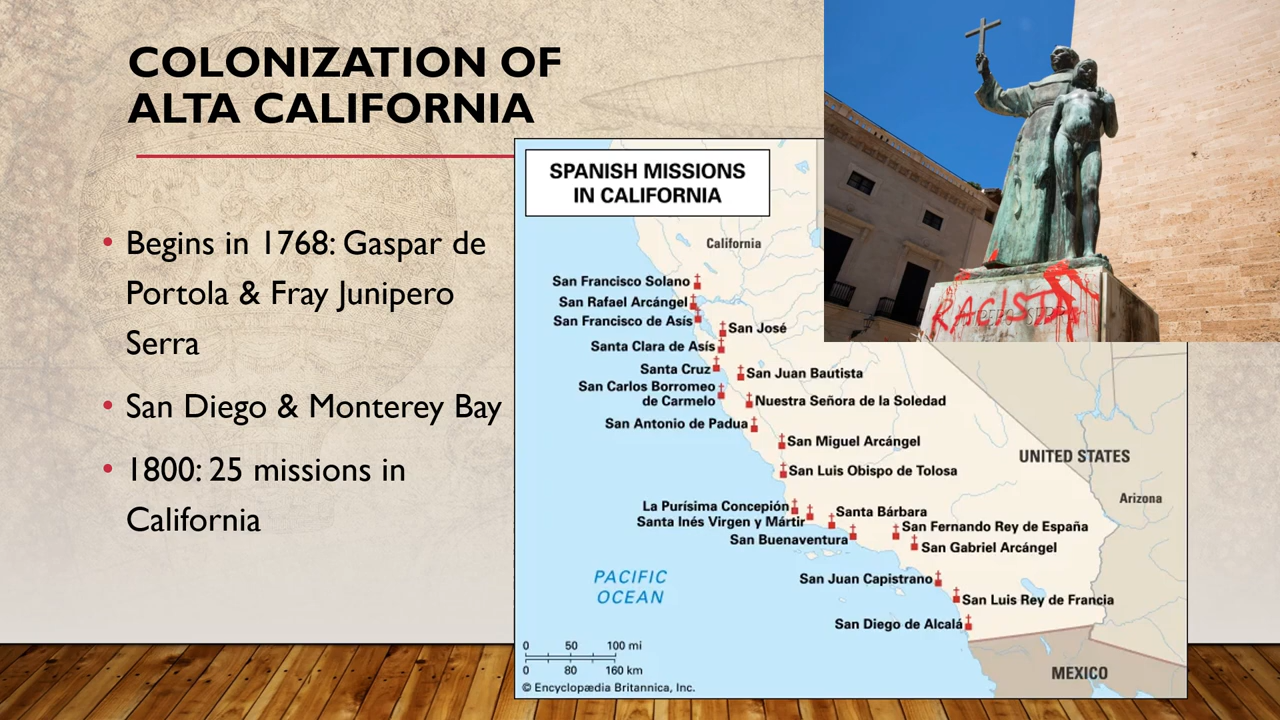 COLONIZATION OF
ALTA CALIFORNIA
• Begins in 1768: Gaspar de
Portola & Fray Junipero
Serra
• San Diego & Monterey Bay
• 1800: 25 missions in
California
SPANISH MISSIONS
IN CALIFORNIA
California
San Francisco Solano
San Rafael Arcángel
San Francisco de Asís
San José
Santa Clara de Asís
Santa Cruz
San Juan Bautista
San Carlos Borromeo
de Carmelo
Nuestra Señora de la Soledad
San Antonio de Padua
San Miguel Arcángel
San Luis Obispo de Tolosa
UNITED STATES
Arizona
La Purísima Concepión
Santa Inés Virgen y Mártir
Santa Bárbara
San Buenaventura
San Fernando Rey de España
San Gabriel Arcángel
San Juan Capistrano
San Luis Rey de Francia
San Diego de Alcalá
PACIFIC
OCEAN
MEXICO
0 50 100 mi
0 80 160 km
© Encyclopædia Britannica, Inc.
RACISTA